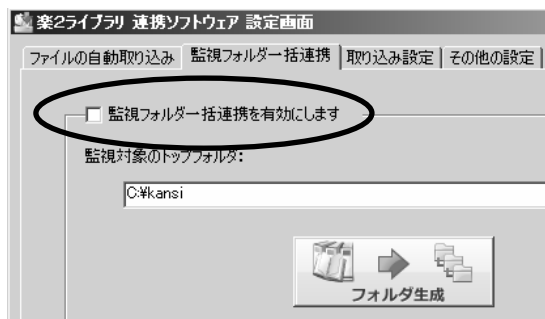 楽2ライブラリ 連携ソフトウェア 設定画面
ファイルの自動取り込み 監視フォルダ一括連携 取り込み設定 その他の設定
監視フォルダ一括連携を有効にします
監視対象のトップフォルダ:
C:¥kansi
フォルダ生成